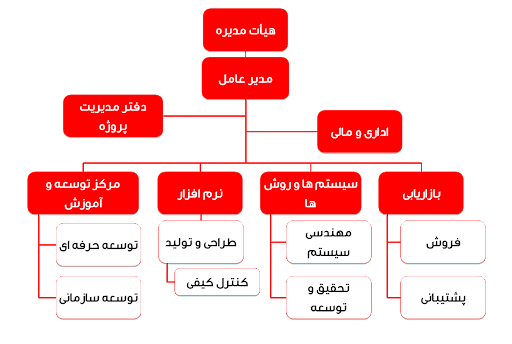 هیأت مدیره
مدیر عامل
دفتر مدیریت
پروژه
اداری و مالی
بازاریابی
سیستم ها و روش
ها
نرم افزار
مرکز توسعه و
آموزش
فروش
مهندسی
سیستم
طراحی و تولید
توسعه حرفه ای
پشتیبانی
تحقیق و
توسعه
کنترل کیفی
توسعه سازمانی